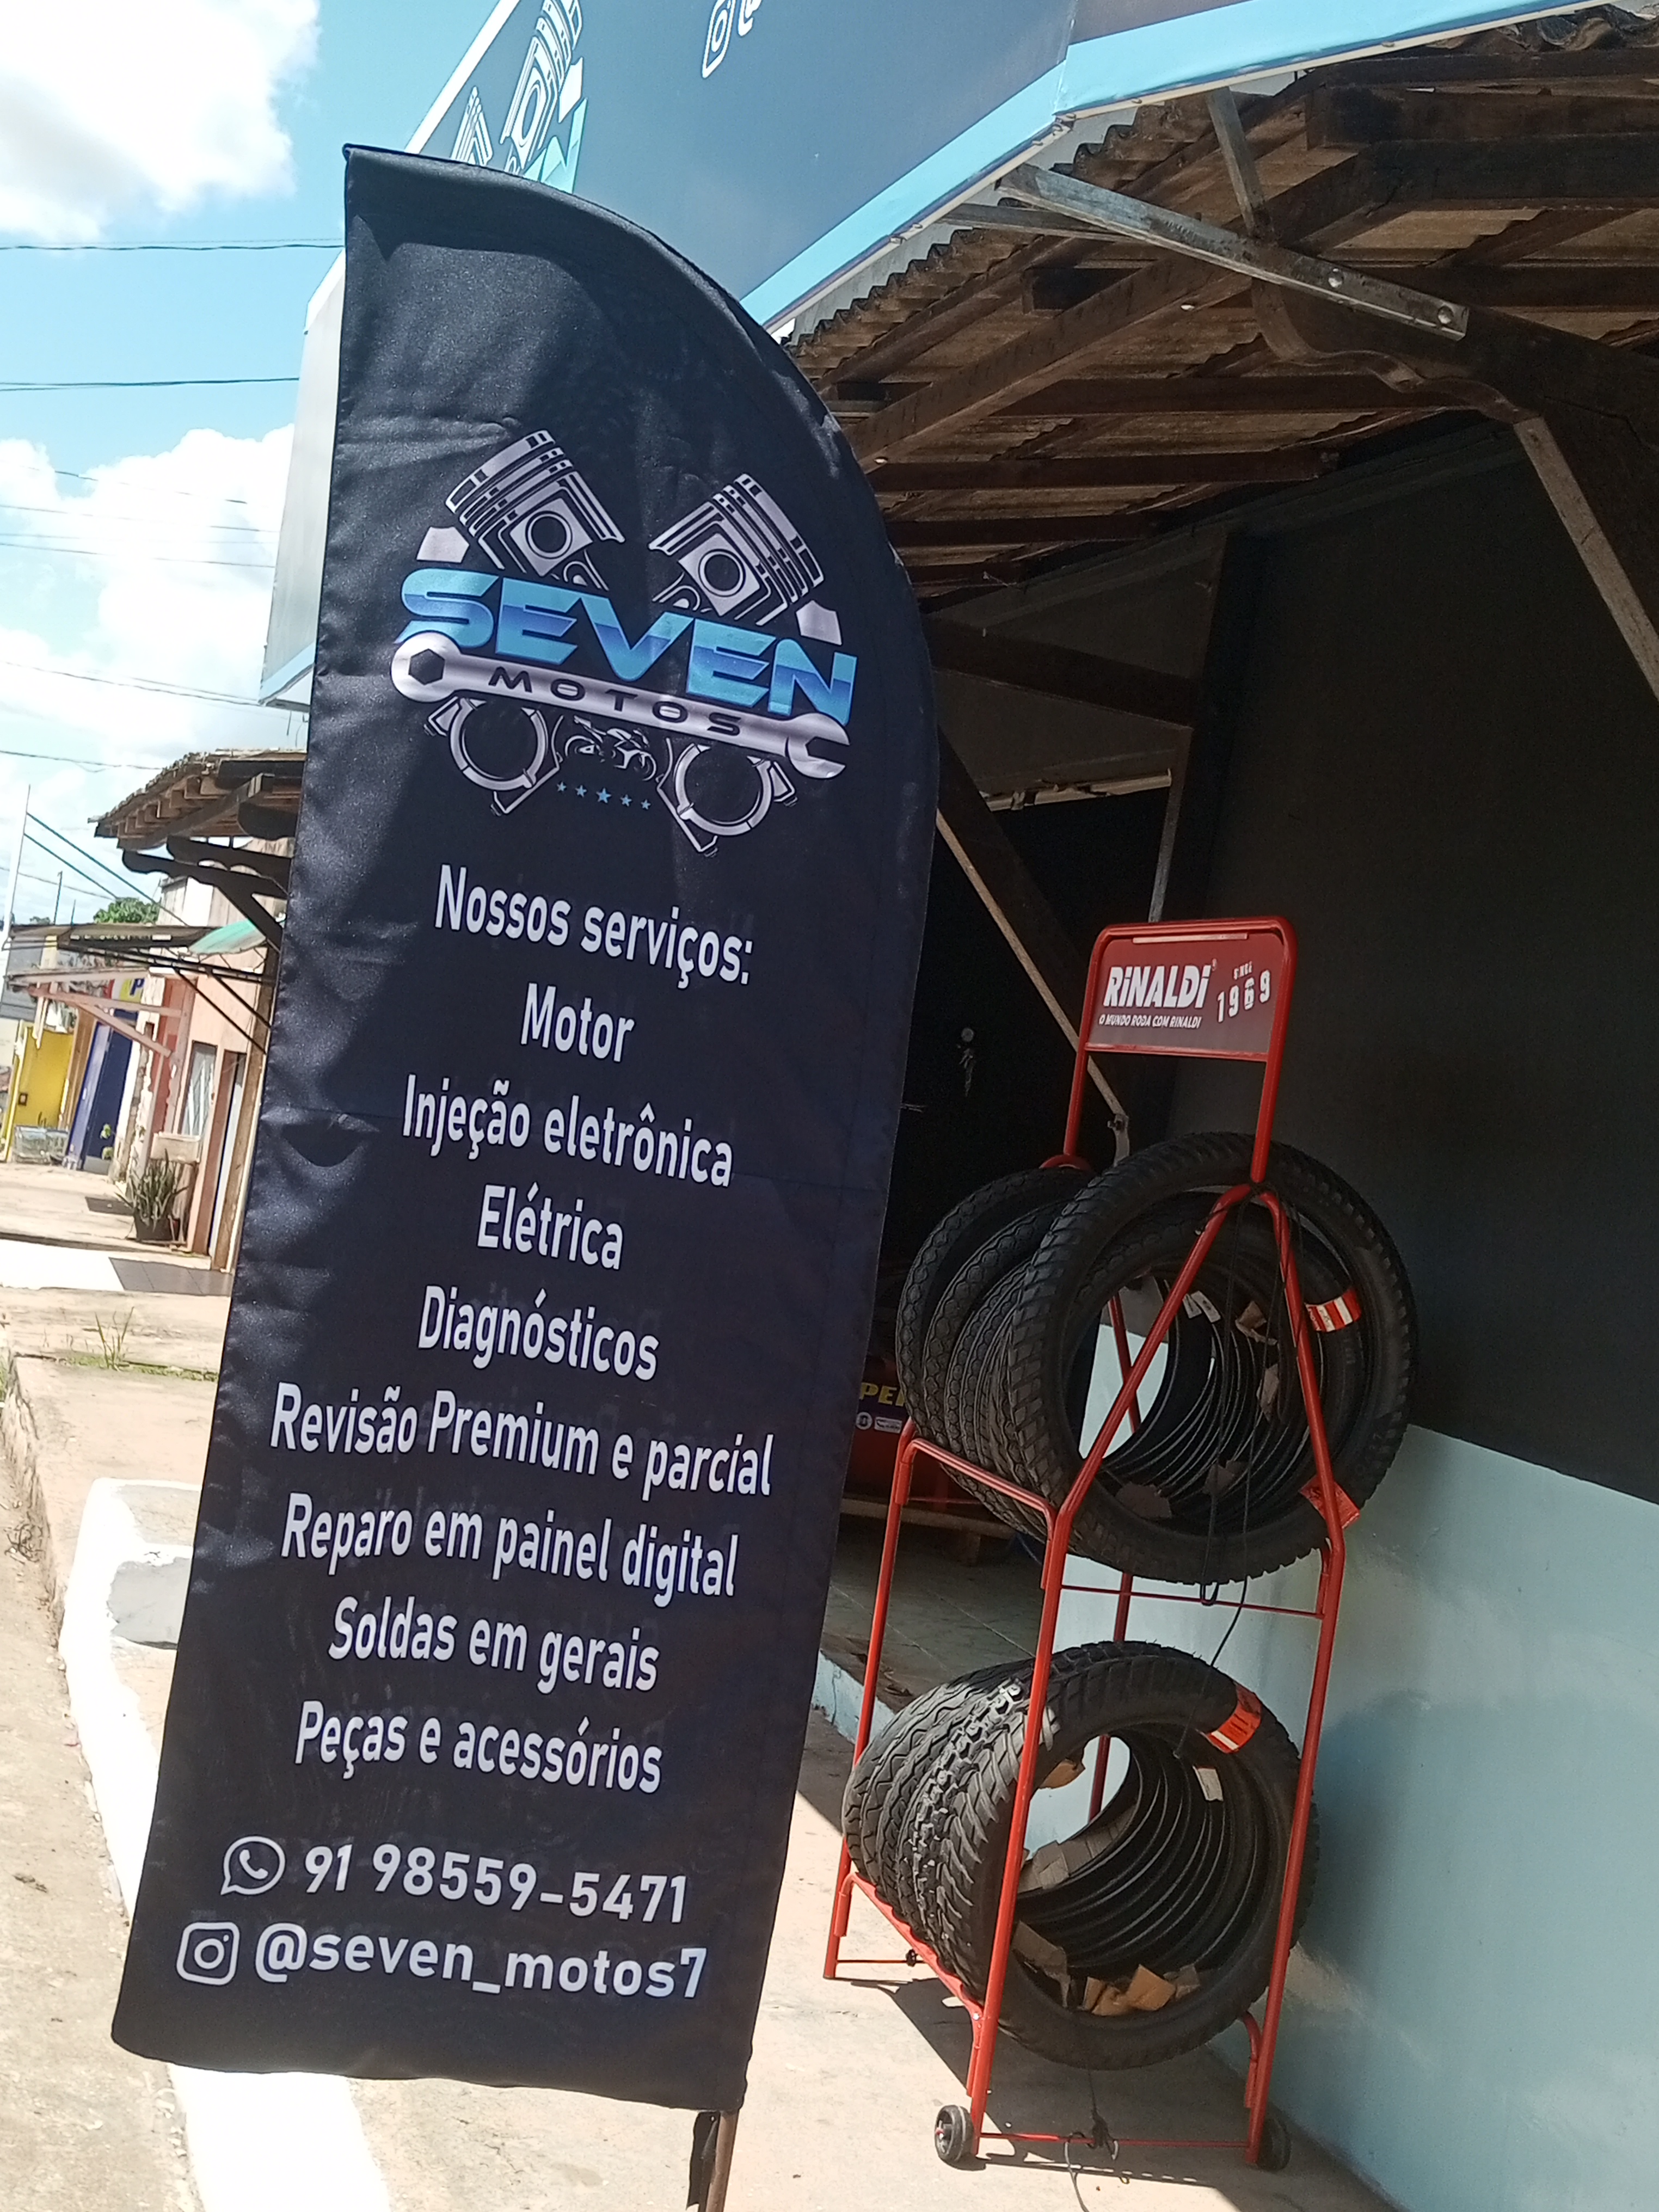 SEVEN
MOTOS
Nossos serviços:
Motor
Injeção eletrônica
Elétrica
Diagnósticos
Revisão Premium e parcial
Reparo em painel digital
Soldas em gerais
Peças e acessórios
91 98559-5471
@seven_motos7
RiNALDi
O MUNDO RODA COM RINALDI
1969